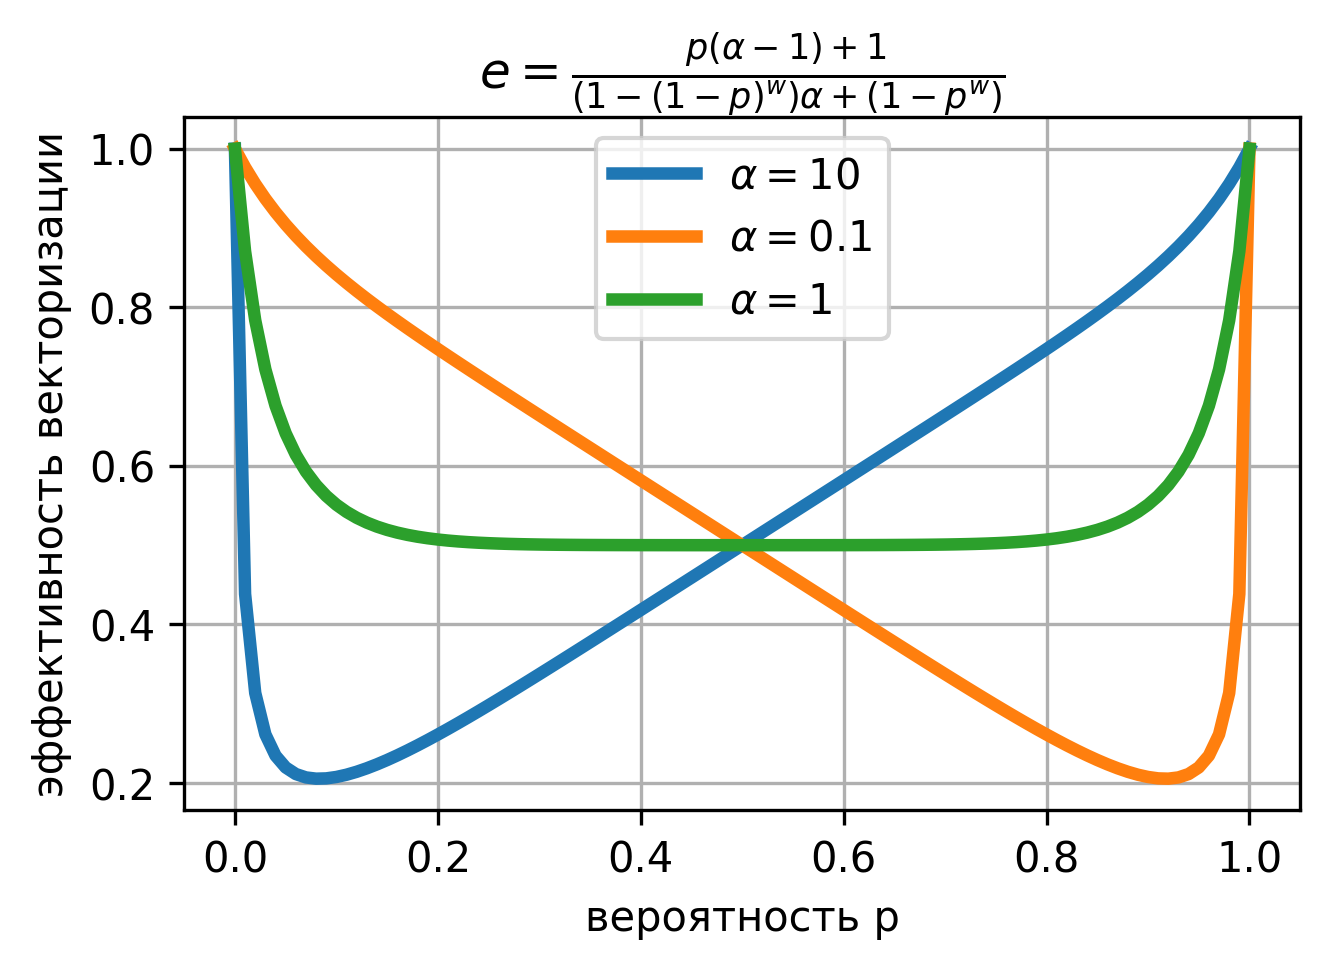 e = \frac{p(α − 1) + 1}{(1 − (1 − p)^w)α + (1 − p^w)}
α = 10
α = 0.1
α = 1
эффективность векторизации
1.0
0.8
0.6
0.4
0.2
0.0 0.2 0.4 0.6 0.8 1.0
вероятность p